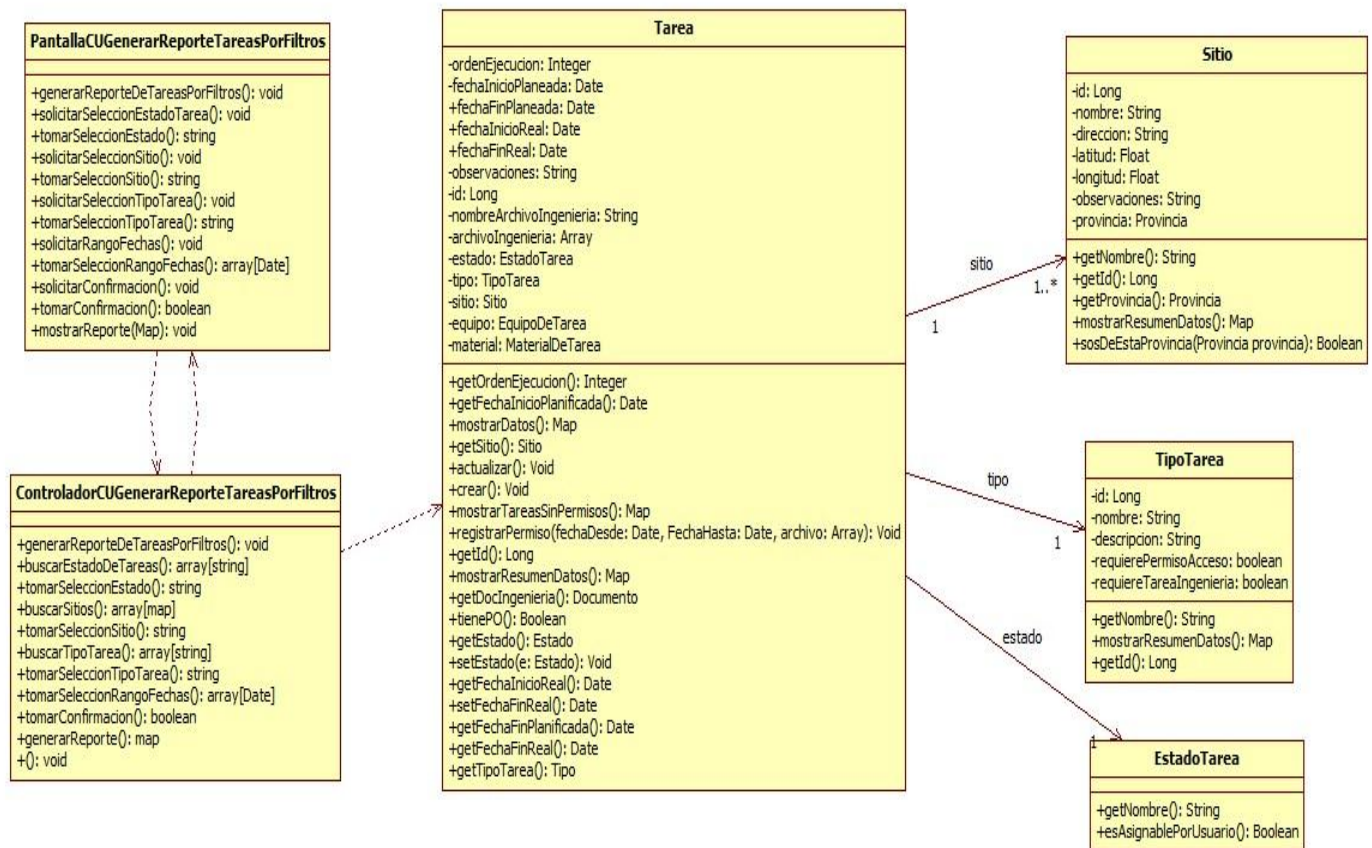 PantallaCUGenerarReporteTareasPorFiltros
+generarReporteDeTareasPorFiltros(): void
+solicitarSeleccionEstadoTarea(): void
+tomarSeleccionEstado(): string
+solicitarSeleccionSitio(): void
+tomarSeleccionSitio(): string
+solicitarSeleccionTipoTarea(): void
+tomarSeleccionTipoTarea(): string
+solicitarRangoFechas(): void
+tomarSeleccionRangoFechas(): array[Date]
+solicitarConfirmacion(): void
+tomarConfirmacion(): boolean
+mostrarReporte(Map): void
ControladorCUGenerarReporteTareasPorFiltros
+generarReporteDeTareasPorFiltros(): void
+buscarEstadoDeTareas(): array[string]
+tomarSeleccionEstado(): string
+buscarSitios(): array[map]
+tomarSeleccionSitio(): string
+buscarTipoTarea(): array[string]
+tomarSeleccionTipoTarea(): string
+tomarSeleccionRangoFechas(): array[Date]
+tomarConfirmacion(): boolean
+generarReporte(): map
+(): void
Tarea
-ordenEjecucion: Integer
-fechaInicioPlaneada: Date
+fechaFinPlaneada: Date
+fechaInicioReal: Date
+fechaFinReal: Date
-observaciones: String
-id: Long
-nombreArchivoIngenieria: String
-archivoIngenieria: Array
-estado: EstadoTarea
-tipo: TipoTarea
-sitio: Sitio
-equipo: EquipoDeTarea
-material: MaterialDeTarea
+getOrdenEjecucion(): Integer
+getFechaInicioPlanificada(): Date
+mostrarDatos(): Map
+getSitio(): Sitio
+actualizar(): Void
+crear(): Void
+mostrarTareasSinPermisos(): Map
+registrarPermiso(fechaDesde: Date, FechaHasta: Date, archivo: Array): Void
+getId(): Long
+mostrarResumenDatos(): Map
+getDocIngenieria(): Documento
+tienePO(): Boolean
+getEstado(): Estado
+setEstado(e: Estado): Void
+getFechaInicioReal(): Date
+setFechaFinReal(): Date
+getFechaFinPlanificada(): Date
+getFechaFinReal(): Date
+getTipoTarea(): Tipo
sitio
1..*
1
tipo
1
estado
1
Sitio
-id: Long
-nombre: String
-direccion: String
-latitud: Float
-longitud: Float
-observaciones: String
-provincia: Provincia
+getNombre(): String
+getId(): Long
+getProvincia(): Provincia
+mostrarResumenDatos(): Map
+sosDeEstaProvincia(Provincia provincia): Boolean
TipoTarea
-id: Long
-nombre: String
-descripcion: String
-requierePermisoAcceso: boolean
-requiereTareaIngenieria: boolean
+getNombre(): String
+mostrarResumenDatos(): Map
+getId(): Long
EstadoTarea
+getNombre(): String
+esAsignablePorUsuario(): Boolean